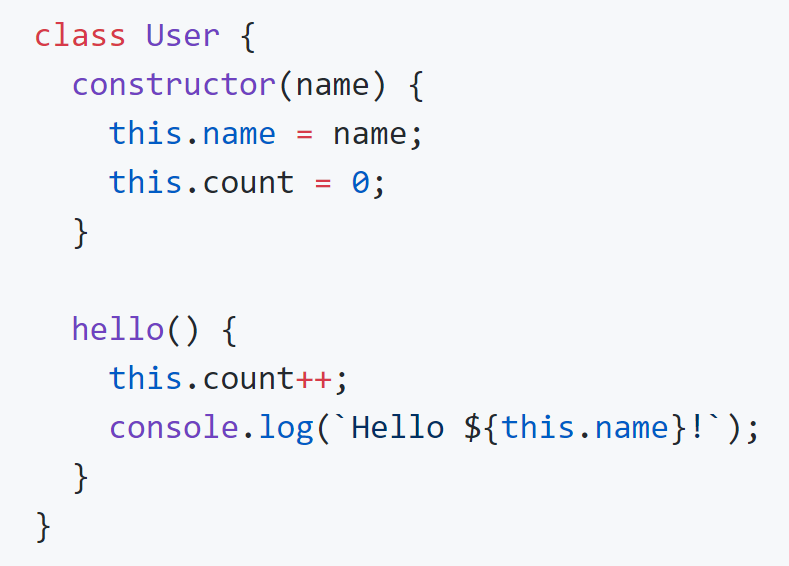 class User {
  constructor(name) {
    this.name = name;
    this.count = 0;
  }

  hello() {
    this.count++;
    console.log(`Hello ${this.name}!`);
  }
}